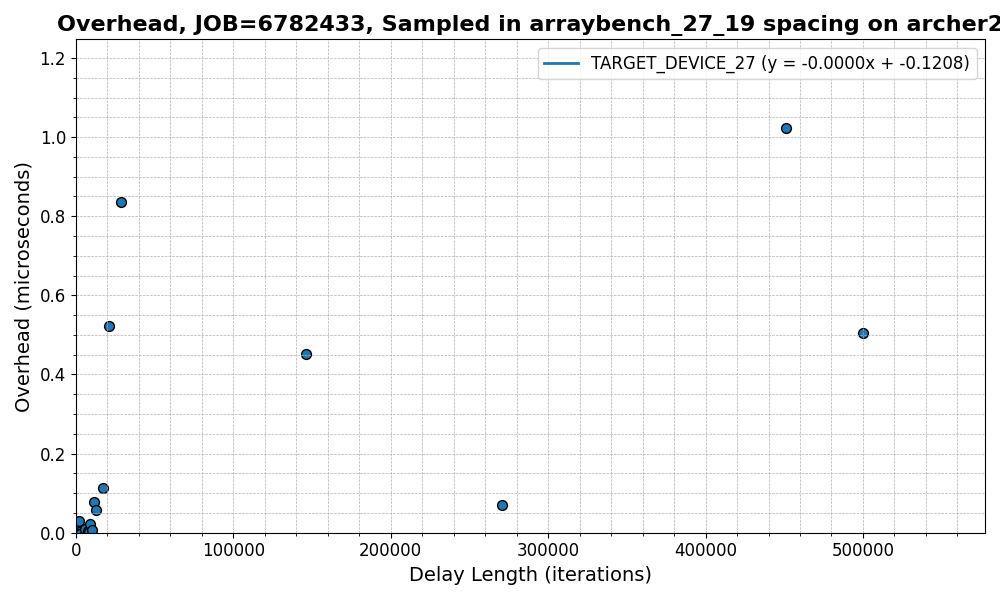 Overhead, JOB=6782433, Sampled in arraybench_27_19 spacing on archer2
TARGET_DEVICE_27 (y = -0.0000x + -0.1208)
Overhead (microseconds)
1.2
1.0
0.8
0.6
0.4
0.2
0.0
0 100000 200000 300000 400000 500000
Delay Length (iterations)